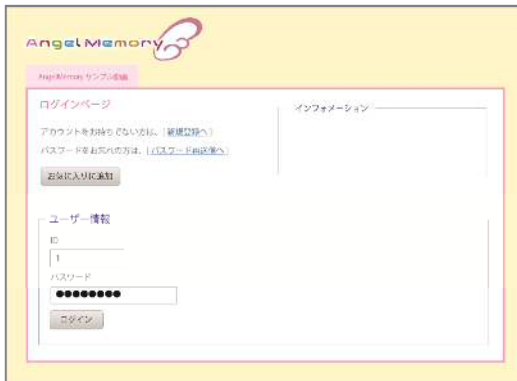 Angel Memory
AngelMemory サンプル動画
ログインページ
アカウントをお持ちでない方は、[新規登録へ]
パスワードをお忘れの方は、[パスワード再送信へ]
お気に入りに追加
インフォメーション
ユーザー情報
ID
1
パスワード
●●●●●●●●
ログイン